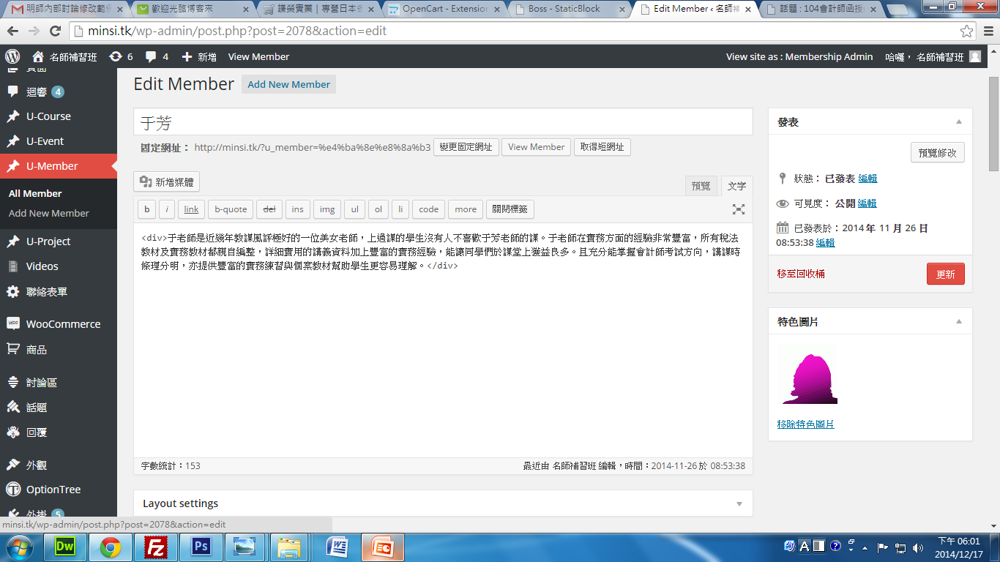 明師內部討論修改範例
歡迎光臨博客來
謙榮實業｜專營日本各
OpenCart - Extension
Boss - StaticBlock
Edit Member ‹ 名師補
話題 : 104會計師函授
minsi.tk/wp-admin/post.php?post=2078&action=edit
名師補習班 6 4 新增 View Member
View site as : Membership Admin 哈囉， 名師補習班
頁面
迴響 4
U-Course
U-Event
U-Member
All Member
Add New Member
U-Project
Videos
聯絡表單
WooCommerce
商品
討論區
話題
回覆
外觀
OptionTree
外掛 5
Edit Member Add New Member
于芳
固定網址： http://minsi.tk/?u_member=%e4%ba%8e%e8%8a%b3 變更固定網址 View Member 取得短網址
新增媒體
預覽 文字
b i link b-quote del ins img ul ol li code more 關閉標籤
<div>于老師是近幾年教課風評極好的一位美女老師，上過課的學生沒有人不喜歡于芳老師的課。于老師在實務方面的經驗非常豐富，所有稅法
教材及實務教材都親自編整，詳細實用的講義資料加上豐富的實務經驗，能讓同學們於課堂上獲益良多。且充分能掌握會計師考試方向，講課時
條理分明，亦提供豐富的實務練習與個案教材幫助學生更容易理解。</div>
字數統計：153
最近由 名師補習班 編輯，時間：2014-11-26 於 08:53:38
Layout settings
發表
預覽修改
狀態： 已發表 編輯
可見度： 公開 編輯
已發表於：2014 年 11 月 26 日
08:53:38 編輯
移至回收桶 更新
特色圖片
移除特色圖片
minsi.tk/wp-admin/post.php?post=2078&action=edit
Dw
Fz
Ps
W
A
下午 06:01
2014/12/17